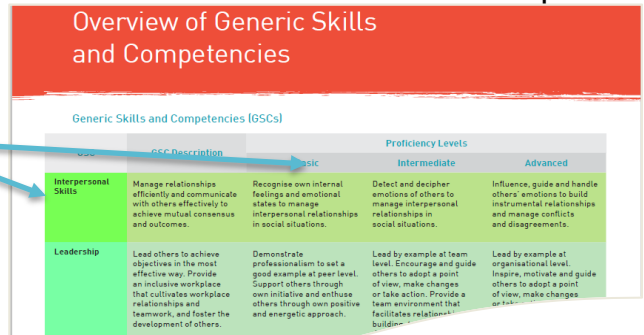 Overview of Generic Skills
and Competencies
Generic Skills and Competencies (GSCs)
GSC Description
Proficiency Levels
Intermediate
Advanced
Interpersonal
Skills
Manage relationships
efficiently and communicate
with others effectively to
achieve mutual consensus
and outcomes.
Recognise own internal
feelings and emotional
states to manage
interpersonal relationships
in social situations.
Detect and decipher
emotions of others to
manage interpersonal
relationships in
social situations.
Influence, guide and handle
others' emotions to build
instrumental relationships
and manage conflicts
and disagreements.
Leadership
Lead others to achieve
objectives in the most
effective way. Provide
an inclusive workplace
that cultivates workplace
relationships and
teamwork, and foster the
development of others.
Demonstrate
professionalism to set a
good example at peer level.
Support others through
own initiative and enthuse
others through own positive
and energetic approach.
Lead by example at team
level. Encourage and guide
others to adopt a point
of view, make changes
or take action. Provide a
team environment that
facilitates
building
Lead by example at
organisational level.
Inspire, motivate and guide
others to adopt a point
of view, make changes